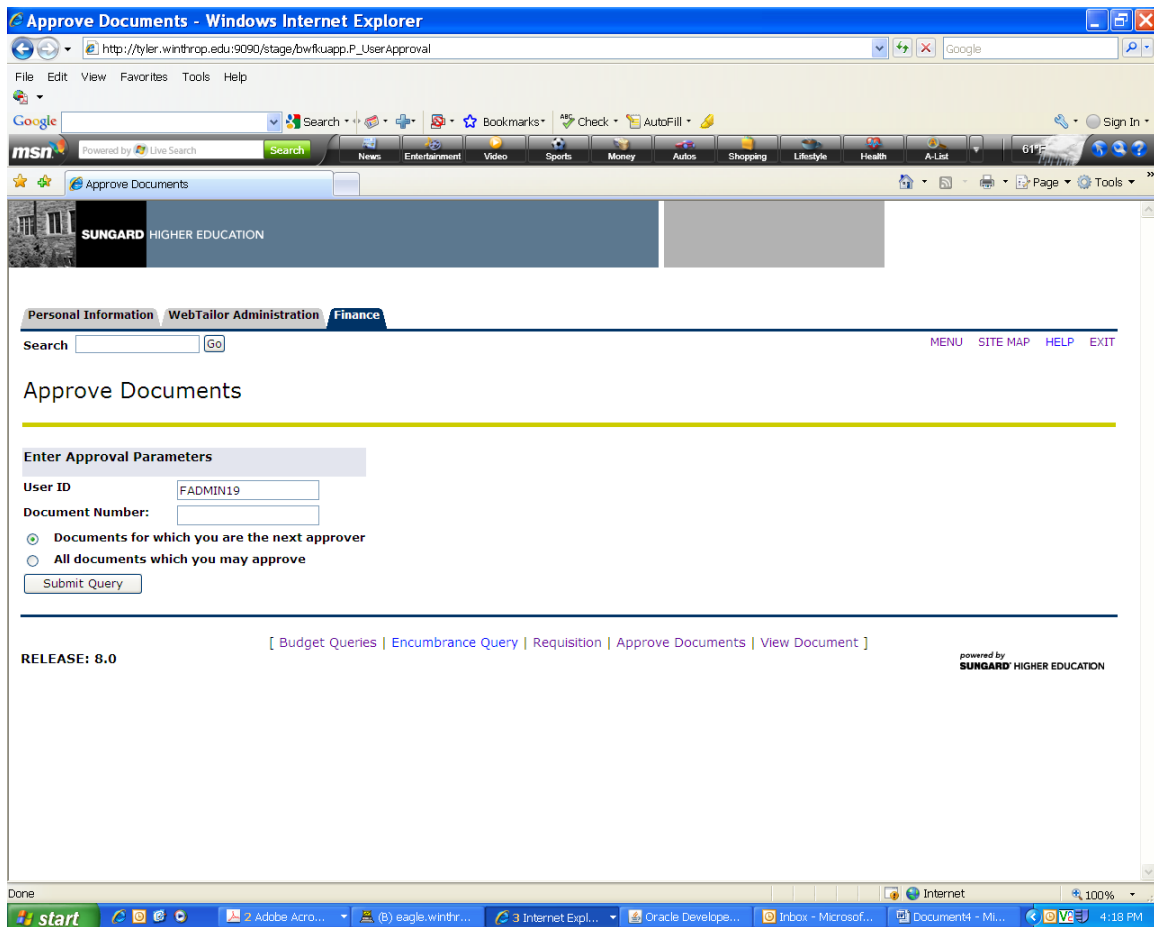 Approve Documents - Windows Internet Explorer
http://tyler.winthrop.edu:9090/stage/bwfkuapp.P_UserApproval
Google
File Edit View Favorites Tools Help
Google Search Bookmarks Check AutoFill Sign In
msn Powered by Live Search Search News Entertainment Video Sports Money Autos Shopping Lifestyle Health A-List 61°F
Approve Documents Page Tools
SUNGARD HIGHER EDUCATION
Personal Information WebTailor Administration Finance
Search Go MENU SITE MAP HELP EXIT
Approve Documents
Enter Approval Parameters
User ID FADMIN19
Document Number:
Documents for which you are the next approver
All documents which you may approve
Submit Query
[ Budget Queries | Encumbrance Query | Requisition | Approve Documents | View Document ]
RELEASE: 8.0
powered by
SUNGARD HIGHER EDUCATION
Done Internet 100%
start 2 Adobe Acro... (B) eagle.winthr... 3 Internet Expl... Oracle Develope... Inbox - Microsof... Document4 - Mi... 4:18 PM